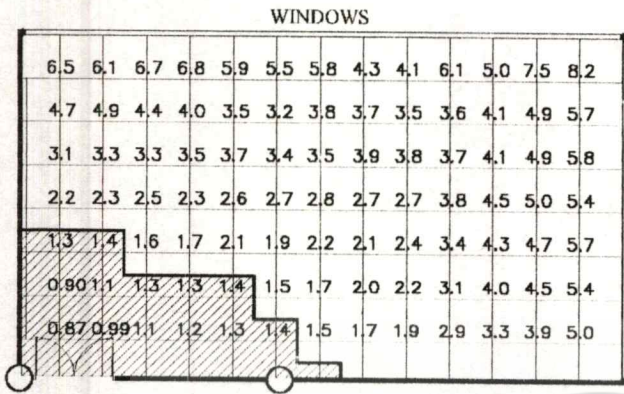 WINDOWS
6.5 6.1 6.7 6.8 5.9 5.5 5.8 4.3 4.1 6.1 5.0 7.5 8.2
4.7 4.9 4.4 4.0 3.5 3.2 3.8 3.7 3.5 3.6 4.1 4.9 5.7
3.1 3.3 3.3 3.5 3.7 3.4 3.5 3.9 3.8 3.7 4.1 4.9 5.8
2.2 2.3 2.5 2.3 2.6 2.7 2.8 2.7 2.7 3.8 4.5 5.0 5.4
1.3 1.4 1.6 1.7 2.1 1.9 2.2 2.1 2.4 3.4 4.3 4.7 5.7
0.90 1.1 1.3 1.3 1.4 1.5 1.7 2.0 2.2 3.1 4.0 4.5 5.4
0.87 0.99 1.1 1.2 1.3 1.4 1.5 1.7 1.9 2.9 3.3 3.9 5.0